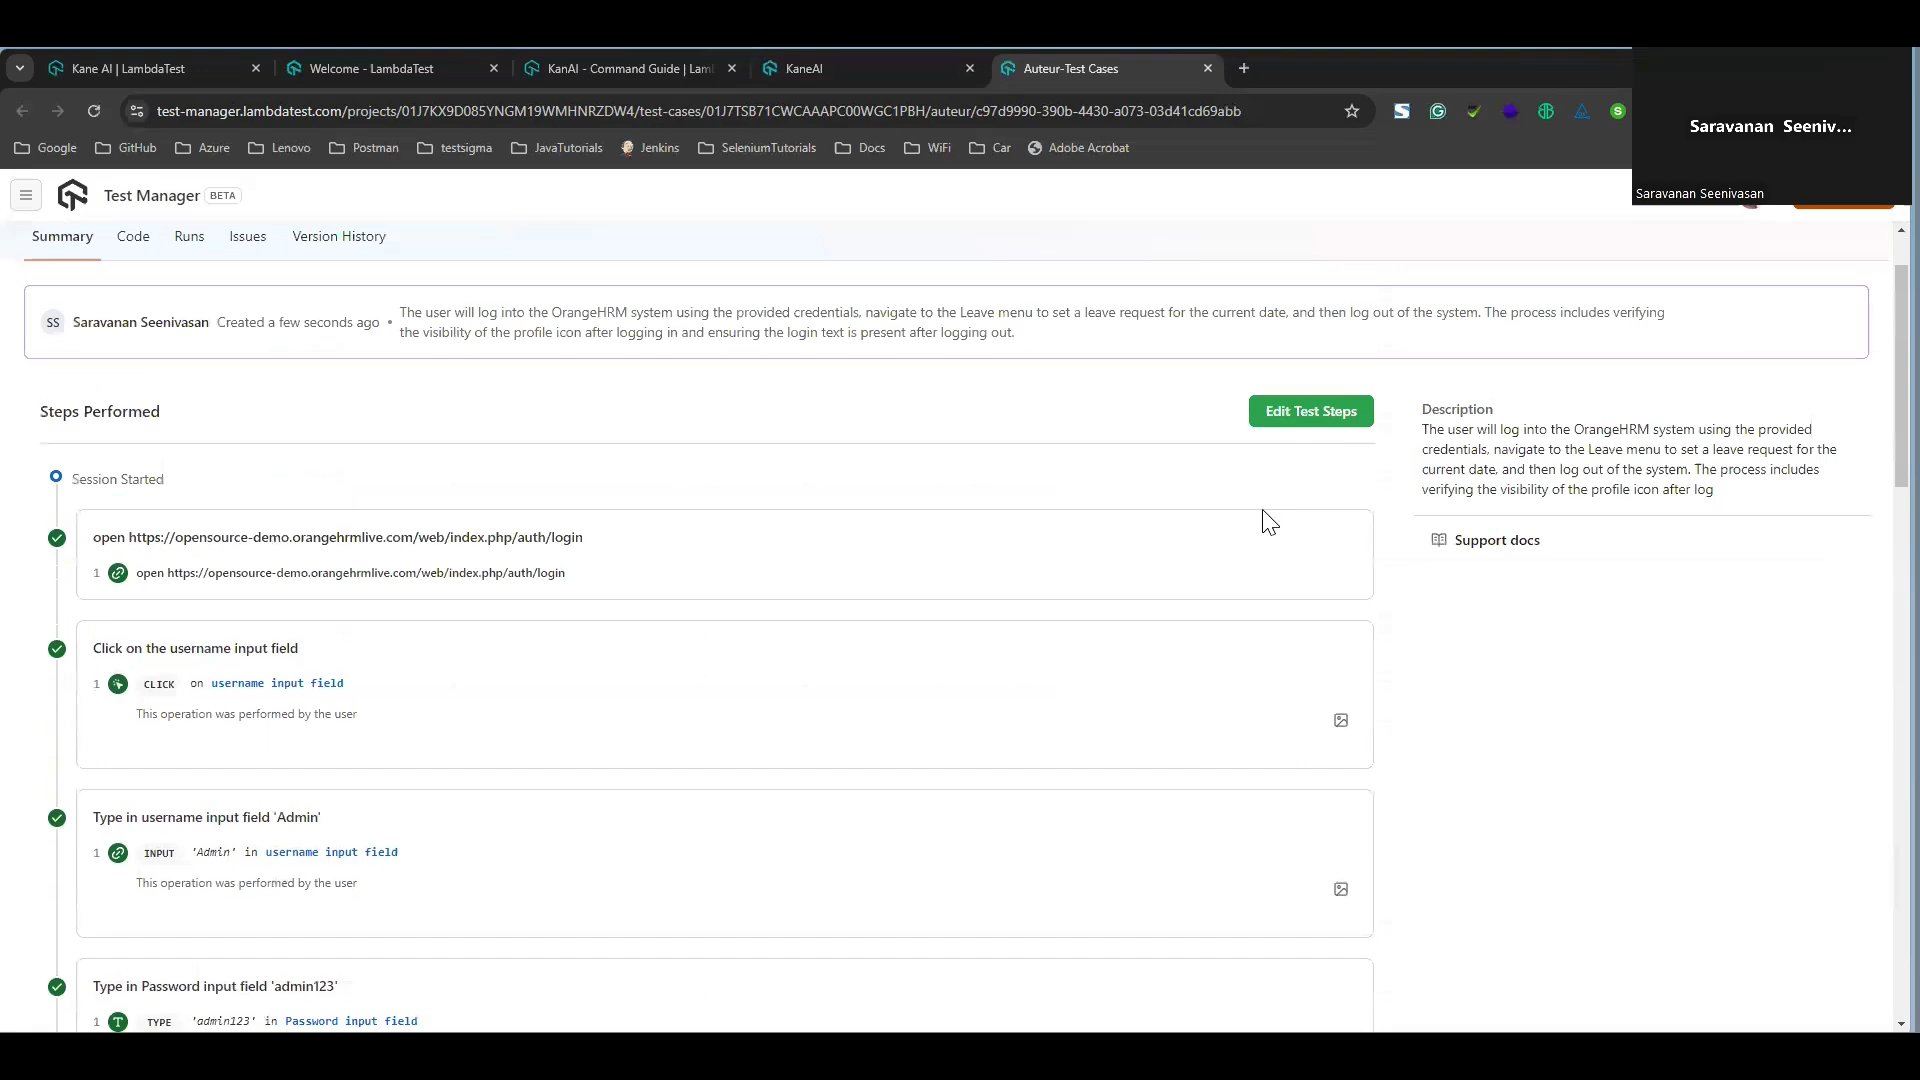 Kane AI | LambdaTest
Welcome - LambdaTest
KanAI - Command Guide | Lam
KaneAI
Auteur-Test Cases
test-manager.lambdatest.com/projects/01J7KX9D085YNGM19WMHNRZDW4/test-cases/01J7TSB71CWCAAAPC00WGC1PBH/auteur/c97d9990-390b-4430-a073-03d41cd69abb
Saravanan Seeniv...
Google
GitHub
Azure
Lenovo
Postman
testsigma
JavaTutorials
Jenkins
SeleniumTutorials
Docs
WiFi
Car
Adobe Acrobat
Saravanan Seenivasan
Test Manager BETA
Summary
Code
Runs
Issues
Version History
SS Saravanan Seenivasan Created a few seconds ago •
The user will log into the OrangeHRM system using the provided credentials, navigate to the Leave menu to set a leave request for the current date, and then log out of the system. The process includes verifying
the visibility of the profile icon after logging in and ensuring the login text is present after logging out.
Steps Performed
Edit Test Steps
Description
The user will log into the OrangeHRM system using the provided
credentials, navigate to the Leave menu to set a leave request for the
current date, and then log out of the system. The process includes
verifying the visibility of the profile icon after log
Support docs
Session Started
open https://opensource-demo.orangehrmlive.com/web/index.php/auth/login
1 open https://opensource-demo.orangehrmlive.com/web/index.php/auth/login
Click on the username input field
1 CLICK on username input field
This operation was performed by the user
Type in username input field 'Admin'
1 INPUT 'Admin' in username input field
This operation was performed by the user
Type in Password input field 'admin123'
1 T TYPE 'admin123' in Password input field